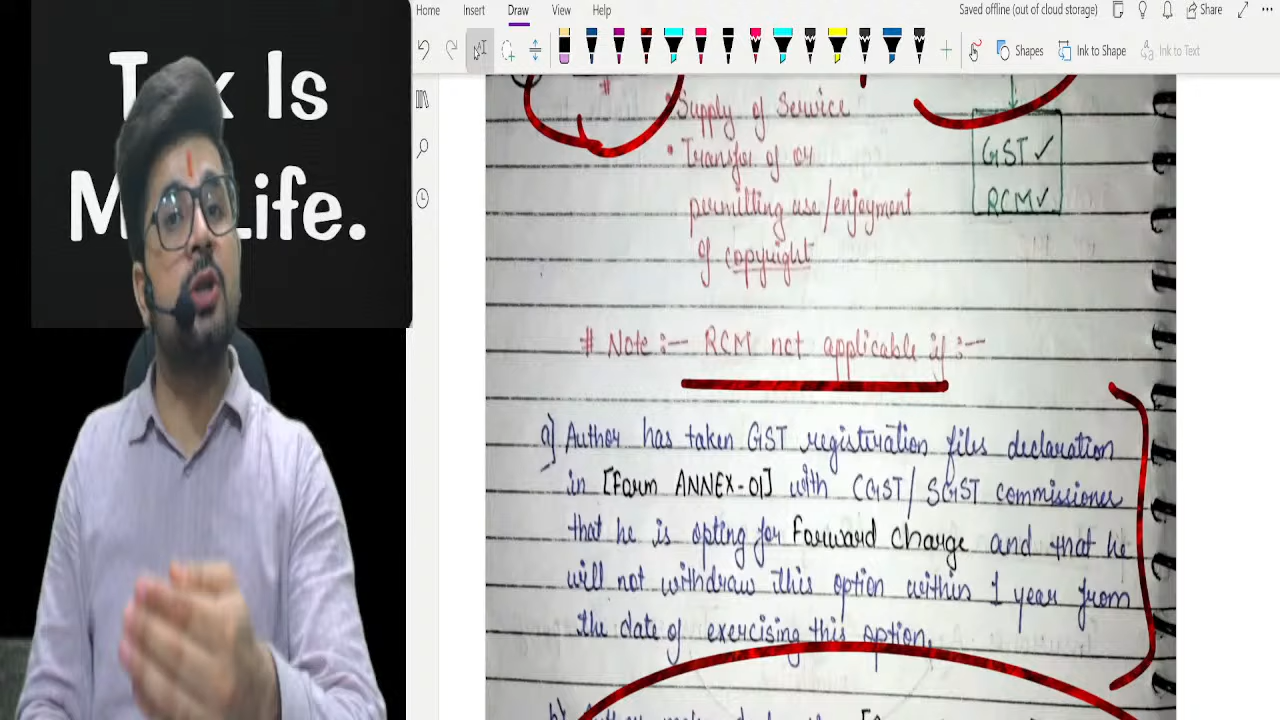 Tax Is
My Life.
Home Insert Draw View Help
Saved offline (out of cloud storage)
Share
Shapes
Ink to Shape
Ink to Text
#
• Supply of Service
• Transfer of or
permitting use/enjoyment
of copyright
GST ✓
RCM ✓
# Note :— RCM not applicable if :—
a] Author has taken GST registration files declaration
in [Form ANNEX-01] with CGST/ SGST commissioner
that he is opting for Forward Charge and that he
will not withdraw this option within 1 year from
the date of exercising this option.